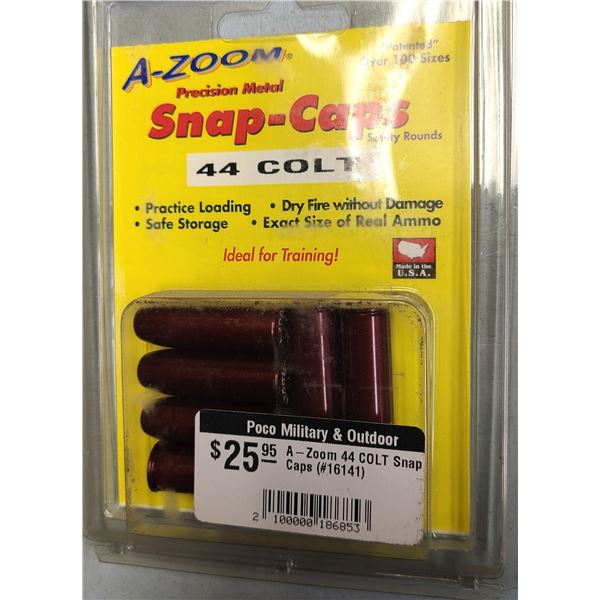 A-ZOOM®
"Patented"
Over 100 Sizes
Precision Metal
Snap-Caps
Safety Rounds
44 COLT
• Practice Loading • Dry Fire without Damage
• Safe Storage • Exact Size of Real Ammo
Ideal for Training!
Made in the
U.S.A.
Poco Military & Outdoor
$25.95 A-Zoom 44 COLT Snap
Caps (#16141)
2 100000 186853